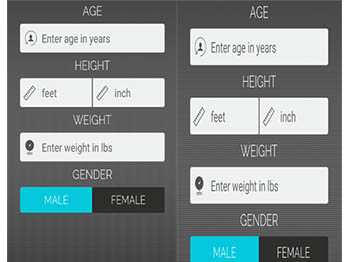 AGE
Enter age in years
HEIGHT
feet inch
WEIGHT
Enter weight in lbs
GENDER
MALE FEMALE
AGE
Enter age in years
HEIGHT
feet inch
WEIGHT
Enter weight in lbs
GENDER
MALE FEMALE